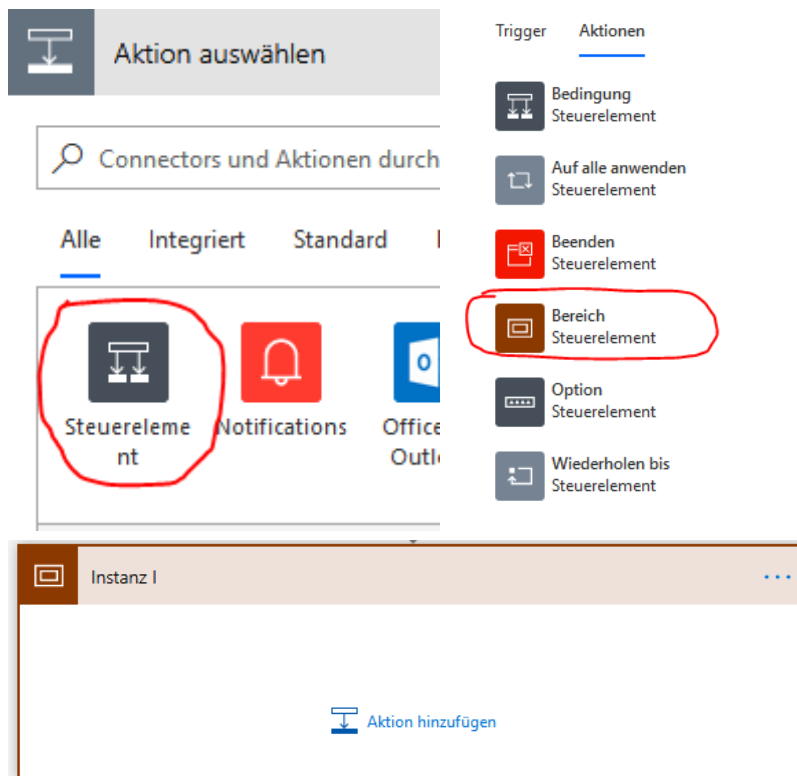 Aktion auswählen
Connectors und Aktionen durch
Alle Integriert Standard
Steuereleme
nt
Notifications
Office
Outl
Trigger Aktionen
Bedingung
Steuerelement
Auf alle anwenden
Steuerelement
Beenden
Steuerelement
Bereich
Steuerelement
Option
Steuerelement
Wiederholen bis
Steuerelement
Instanz I
Aktion hinzufügen